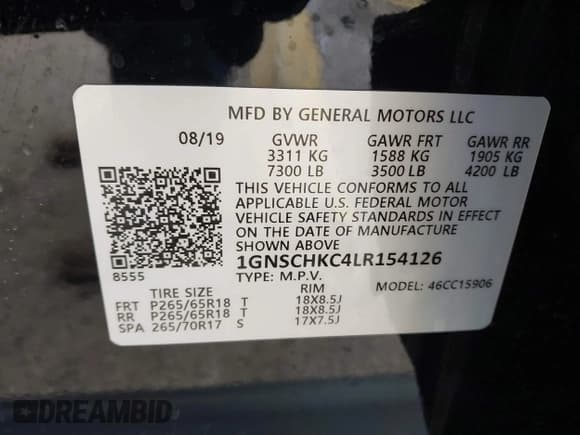 MFD BY GENERAL MOTORS LLC
08/19 GVWR GAWR FRT GAWR RR
3311 KG 1588 KG 1905 KG
7300 LB 3500 LB 4200 LB
THIS VEHICLE CONFORMS TO ALL
APPLICABLE U.S. FEDERAL MOTOR
VEHICLE SAFETY STANDARDS IN EFFECT
ON THE DATE OF MANUFACTURE
SHOWN ABOVE
8555 1GNSCHKC4LR154126
TYPE: M.P.V. MODEL: 46CC15906
TIRE SIZE RIM
FRT P265/65R18 T 18X8.5J
RR P265/65R18 T 18X8.5J
SPA 265/70R17 S 17X7.5J
DREAMBID